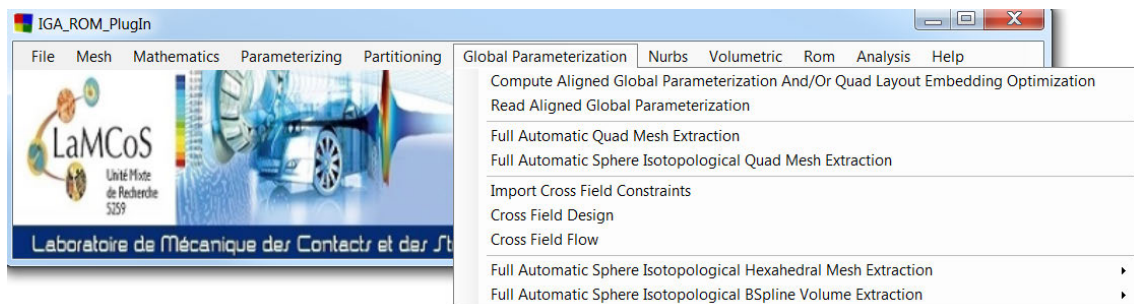 IGA_ROM_PlugIn
File Mesh Mathematics Parameterizing Partitioning Global Parameterization Nurbs Volumetric Rom Analysis Help
Compute Aligned Global Parameterization And/Or Quad Layout Embedding Optimization
Read Aligned Global Parameterization
Full Automatic Quad Mesh Extraction
Full Automatic Sphere Isotopological Quad Mesh Extraction
Import Cross Field Constraints
Cross Field Design
Cross Field Flow
Full Automatic Sphere Isotopological Hexahedral Mesh Extraction
Full Automatic Sphere Isotopological BSpline Volume Extraction
LaMCoS
Unité Mixte
de Recherche
5259
Laboratoire de Mécanique des Contacts et des St